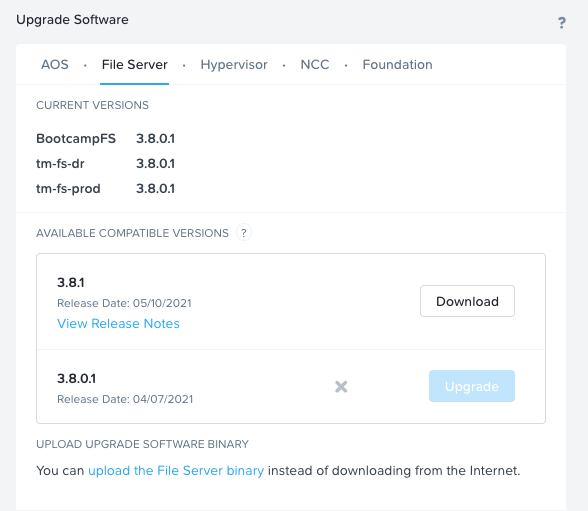 Upgrade Software
?
AOS · File Server · Hypervisor · NCC · Foundation
CURRENT VERSIONS
BootcampFS 3.8.0.1
tm-fs-dr 3.8.0.1
tm-fs-prod 3.8.0.1
AVAILABLE COMPATIBLE VERSIONS ?
3.8.1
Release Date: 05/10/2021
View Release Notes
Download
3.8.0.1
Release Date: 04/07/2021
Upgrade
UPLOAD UPGRADE SOFTWARE BINARY
You can upload the File Server binary instead of downloading from the Internet.